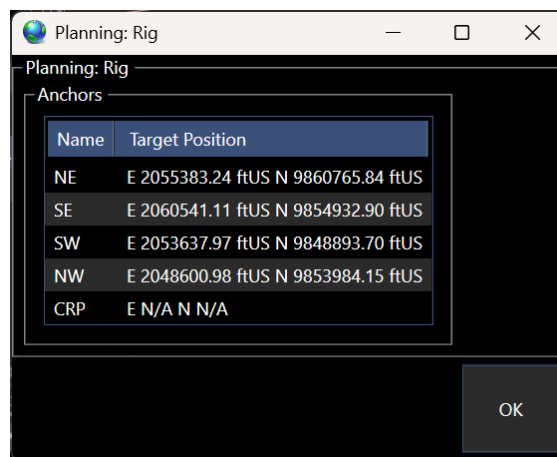 Planning: Rig
Planning: Rig
Anchors
Name Target Position
NE E 2055383.24 ftUS N 9860765.84 ftUS
SE E 2060541.11 ftUS N 9854932.90 ftUS
SW E 2053637.97 ftUS N 9848893.70 ftUS
NW E 2048600.98 ftUS N 9853984.15 ftUS
CRP E N/A N N/A
OK